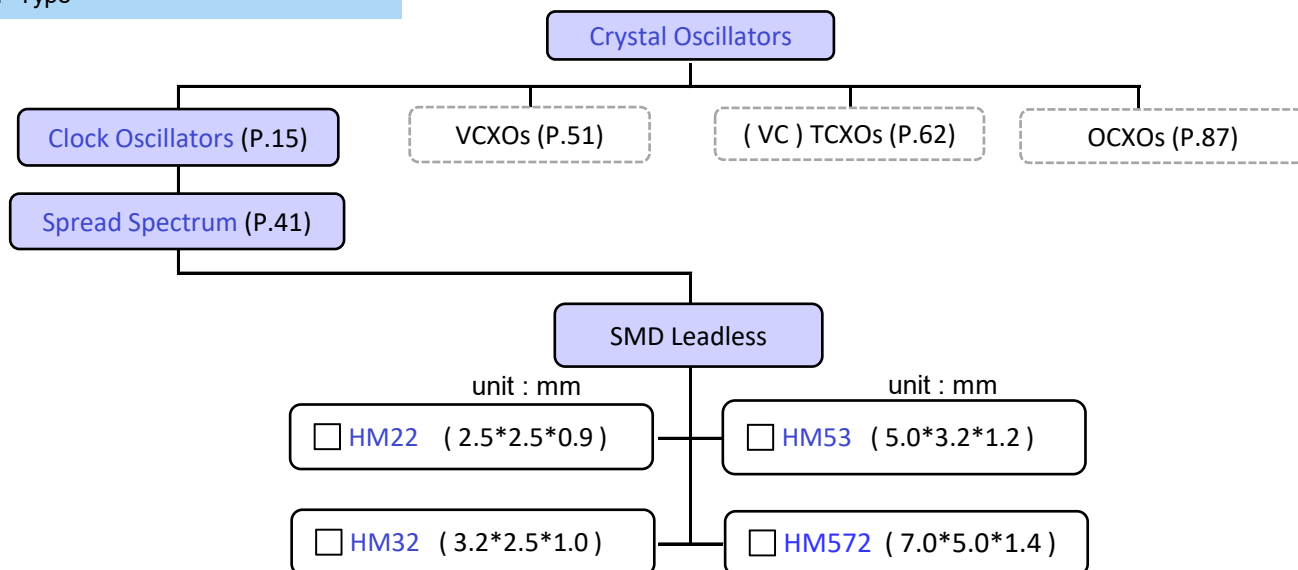 Type
Crystal Oscillators
Clock Oscillators (P.15)
VCXOs (P.51)
( VC ) TCXOs (P.62)
OCXOs (P.87)
Spread Spectrum (P.41)
SMD Leadless
unit : mm
unit : mm
HM22 ( 2.5*2.5*0.9 )
HM53 ( 5.0*3.2*1.2 )
HM32 ( 3.2*2.5*1.0 )
HM572 ( 7.0*5.0*1.4 )